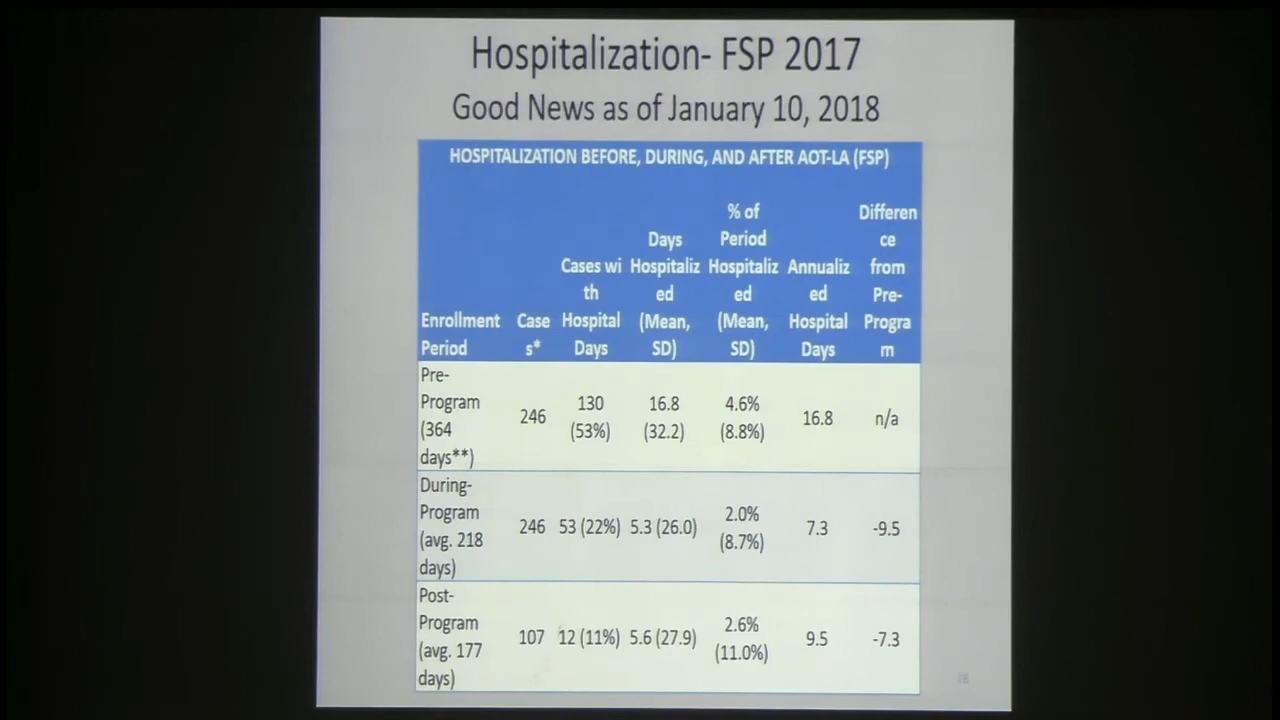 Hospitalization- FSP 2017
Good News as of January 10, 2018
HOSPITALIZATION BEFORE, DURING, AND AFTER AOT-LA (FSP)
Enrollment
Period
Case
s*
Cases wi
th
Hospital
Days
Days
Hospitaliz
ed
(Mean,
SD)
% of
Period
Hospitaliz
ed
(Mean,
SD)
Annualiz
ed
Hospital
Days
Differen
ce
from
Pre-
Progra
m
Pre-
Program
(364
days**)
246
130
(53%)
16.8
(32.2)
4.6%
(8.8%)
16.8
n/a
During-
Program
(avg. 218
days)
246
53 (22%)
5.3 (26.0)
2.0%
(8.7%)
7.3
-9.5
Post-
Program
(avg. 177
days)
107
12 (11%)
5.6 (27.9)
2.6%
(11.0%)
9.5
-7.3